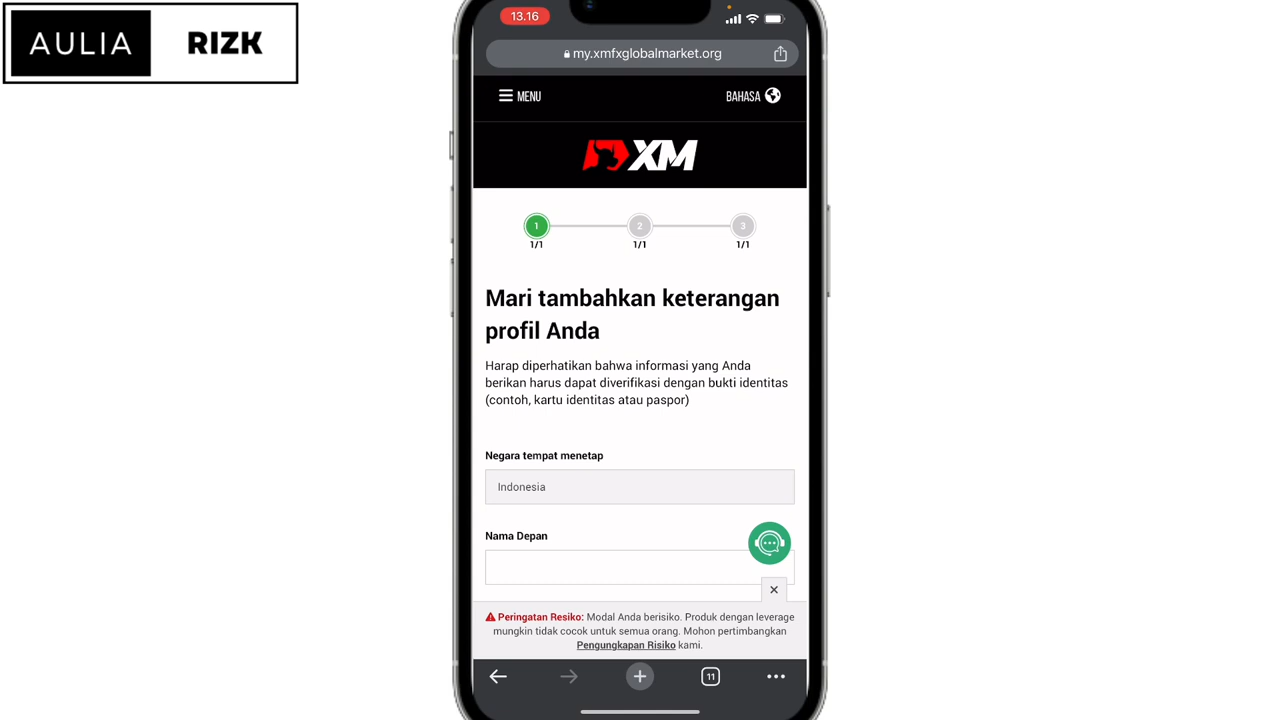 AULIA RIZK
13.16
my.xmfxglobalmarket.org
MENU
BAHASA
XM
1 2 3
1/1 1/1 1/1
Mari tambahkan keterangan
profil Anda
Harap diperhatikan bahwa informasi yang Anda
berikan harus dapat diverifikasi dengan bukti identitas
(contoh, kartu identitas atau paspor)
Negara tempat menetap
Indonesia
Nama Depan
Peringatan Resiko: Modal Anda berisiko. Produk dengan leverage
mungkin tidak cocok untuk semua orang. Mohon pertimbangkan
Pengungkapan Risiko kami.
11